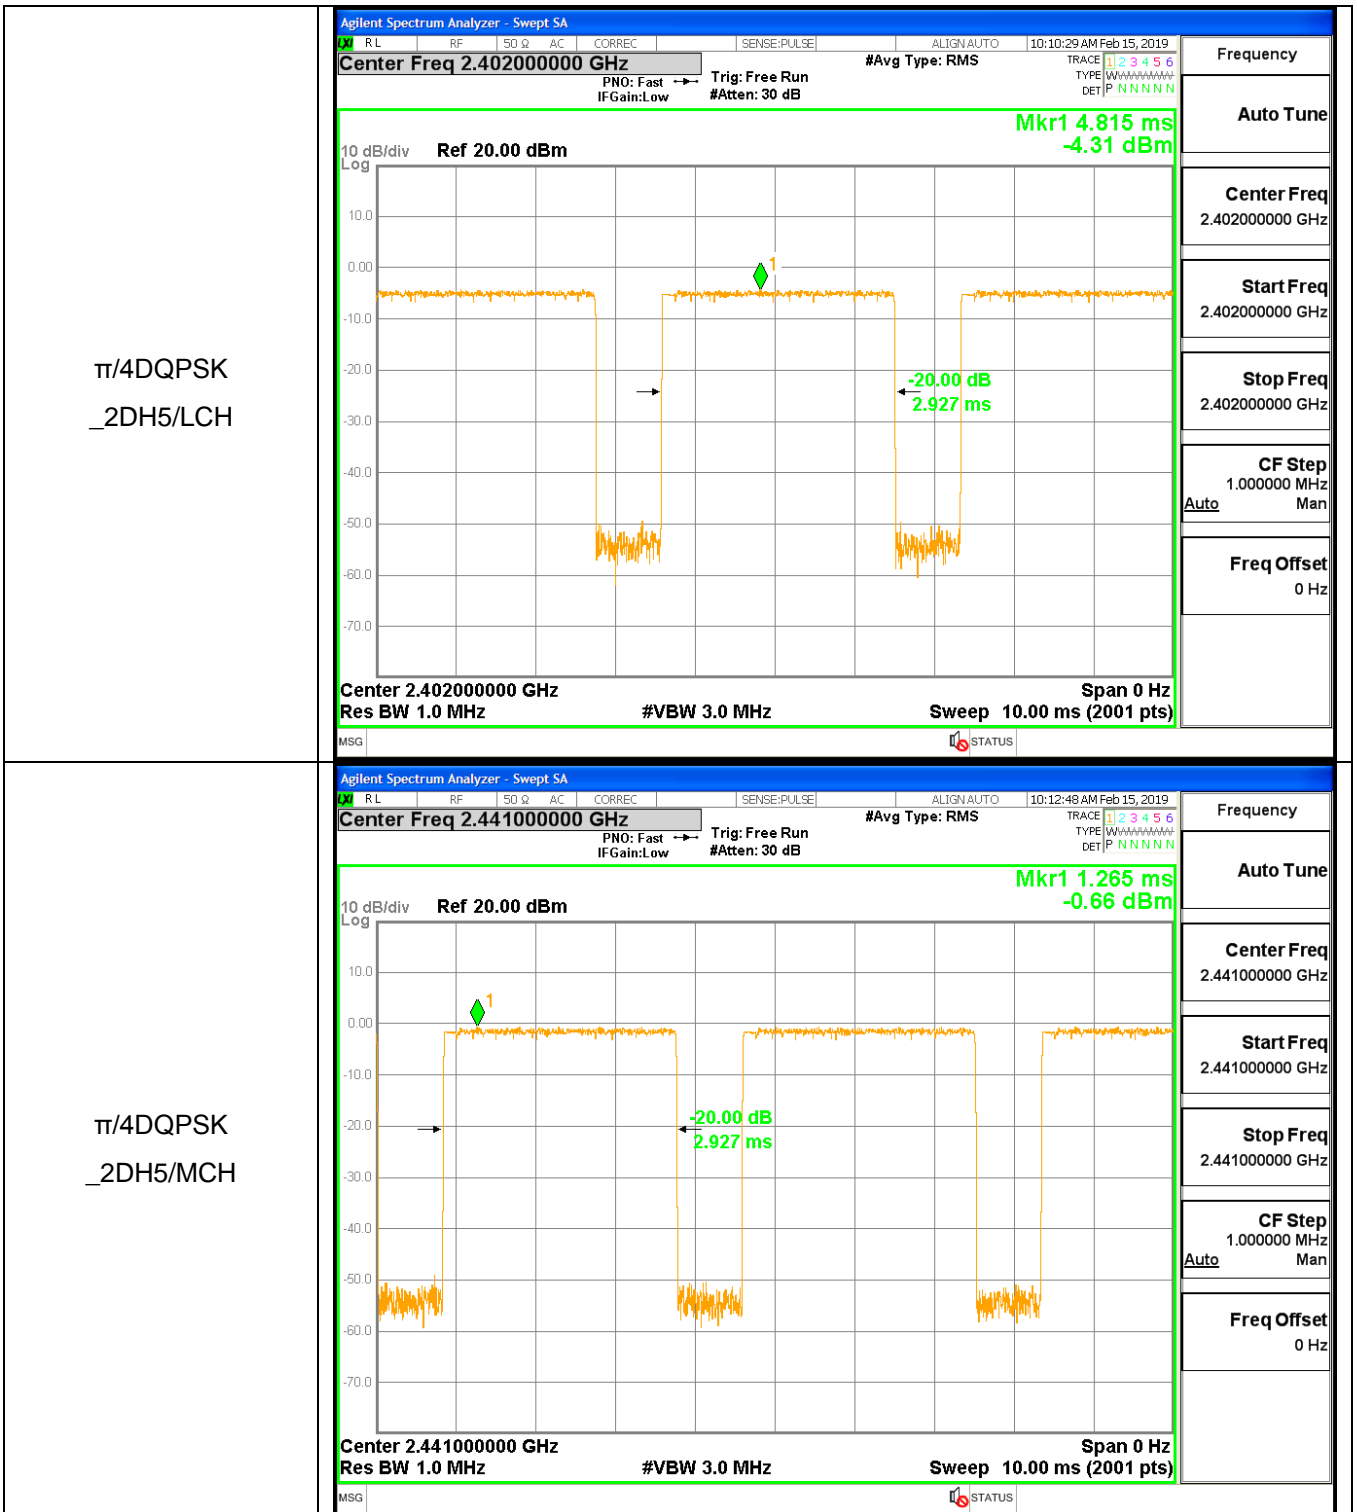 π/4DQPSK
_2DH5/LCH
Agilent Spectrum Analyzer - Swept SA
LXI RL RF 50 Ω AC CORREC SENSE:PULSE ALIGN AUTO 10:10:29 AM Feb 15, 2019
Center Freq 2.402000000 GHz
#Avg Type: RMS
TRACE 1 2 3 4 5 6
PNO: Fast
IFGain:Low
Trig: Free Run
#Atten: 30 dB
TYPE
DET P N N N N N
Mkr1 4.815 ms
-4.31 dBm
10 dB/div Ref 20.00 dBm
Log
10.0
0.00
-10.0
-20.0
-30.0
-40.0
-50.0
-60.0
-70.0
1
-20.00 dB
2.927 ms
Center 2.402000000 GHz Span 0 Hz
Res BW 1.0 MHz #VBW 3.0 MHz Sweep 10.00 ms (2001 pts)
MSG STATUS
Frequency
Auto Tune
Center Freq
2.402000000 GHz
Start Freq
2.402000000 GHz
Stop Freq
2.402000000 GHz
CF Step
1.000000 MHz
Auto Man
Freq Offset
0 Hz
π/4DQPSK
_2DH5/MCH
Agilent Spectrum Analyzer - Swept SA
LXI RL RF 50 Ω AC CORREC SENSE:PULSE ALIGN AUTO 10:12:48 AM Feb 15, 2019
Center Freq 2.441000000 GHz
#Avg Type: RMS
TRACE 1 2 3 4 5 6
PNO: Fast
IFGain:Low
Trig: Free Run
#Atten: 30 dB
TYPE
DET P N N N N N
Mkr1 1.265 ms
-0.66 dBm
10 dB/div Ref 20.00 dBm
Log
10.0
0.00
-10.0
-20.0
-30.0
-40.0
-50.0
-60.0
-70.0
1
-20.00 dB
2.927 ms
Center 2.441000000 GHz Span 0 Hz
Res BW 1.0 MHz #VBW 3.0 MHz Sweep 10.00 ms (2001 pts)
MSG STATUS
Frequency
Auto Tune
Center Freq
2.441000000 GHz
Start Freq
2.441000000 GHz
Stop Freq
2.441000000 GHz
CF Step
1.000000 MHz
Auto Man
Freq Offset
0 Hz